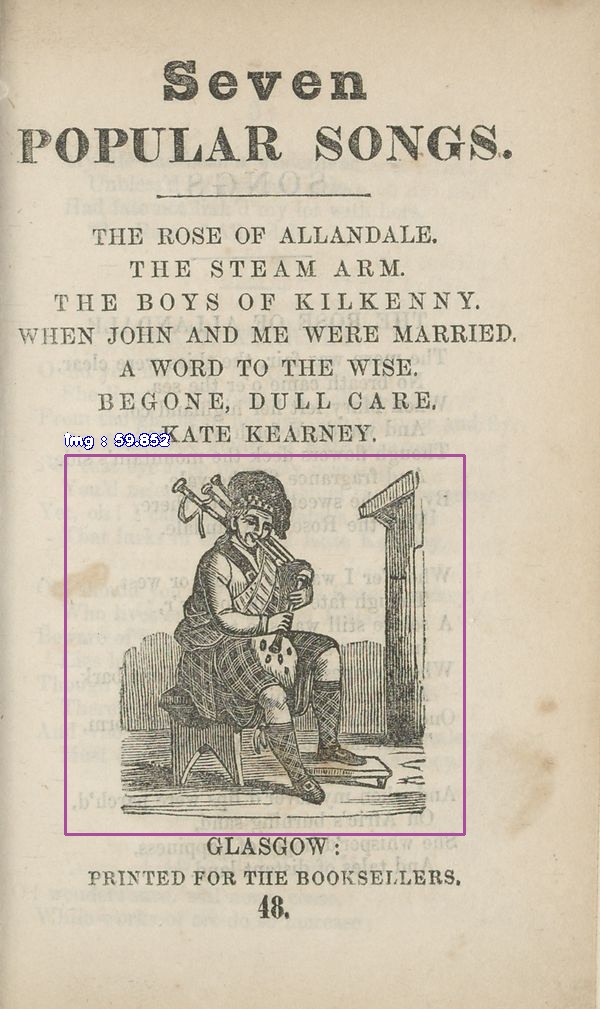 Seven
POPULAR SONGS.
THE ROSE OF ALLANDALE.
THE STEAM ARM.
THE BOYS OF KILKENNY.
WHEN JOHN AND ME WERE MARRIED.
A WORD TO THE WISE.
BEGONE, DULL CARE.
img : 59.852
KATE KEARNEY.
GLASGOW:
PRINTED FOR THE BOOKSELLERS.
48.